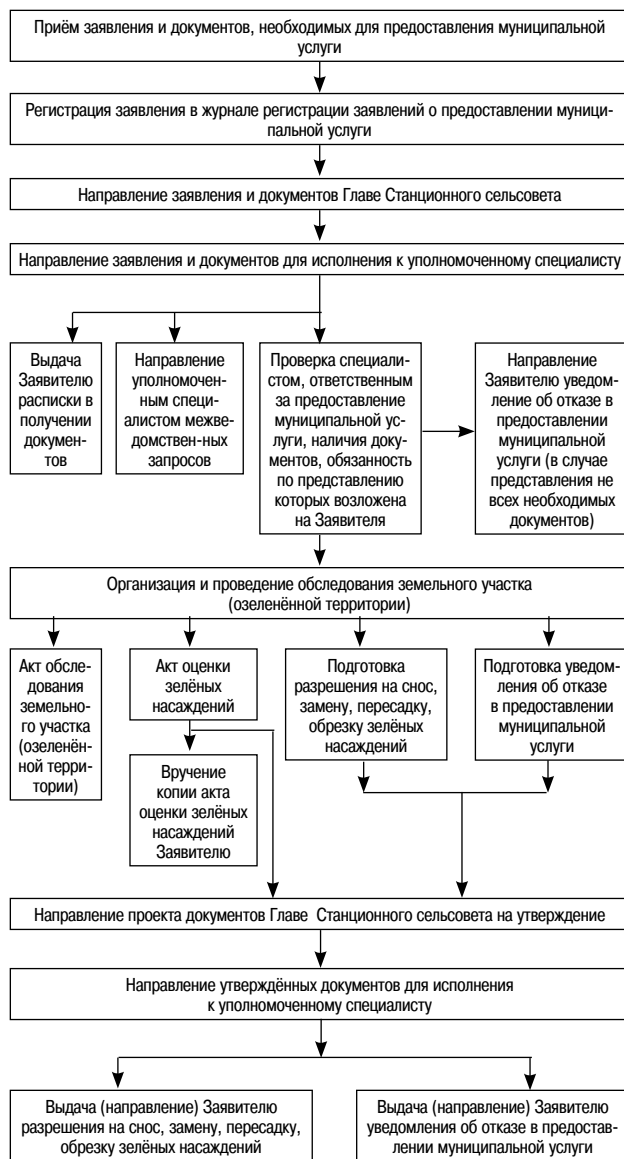 Приём заявления и документов, необходимых для предоставления муниципальной
услуги
Регистрация заявления в журнале регистрации заявлений о предоставлении муници-
пальной услуги
Направление заявления и документов Главе Станционного сельсовета
Направление заявления и документов для исполнения к уполномоченному специалисту
Выдача
Заявителю
расписки в
получении
докумен-
тов
Направление
уполномочен-
ным специ-
алистом межве-
домствен-ных
запросов
Проверка специали-
стом, ответственным
за предоставление
муниципальной ус-
луги, наличия доку-
ментов, обязанность
по представлению
которых возложена
на Заявителя
Направление
Заявителю уведом-
ление об отказе в
предоставлении
муниципальной
услуги (в случае
представления не
всех необходимых
документов)
Организация и проведение обследования земельного участка
(озеленённой территории)
Акт обсле-
дования
земельно-
го участка
(озеленён-
ной терри-
тории)
Акт оценки
зелёных
насаждений
Вручение
копии акта
оценки зелёных
насаждений
Заявителю
Подготовка
разрешения на снос,
замену, пересадку,
обрезку зелёных
насаждений
Подготовка уведом-
ления об отказе
в предоставлении
муниципальной
услуги
Направление проекта документов Главе Станционного сельсовета на утверждение
Направление утверждённых документов для исполнения
к уполномоченному специалисту
Выдача (направление) Заявителю
разрешения на снос, замену, пересадку,
обрезку зелёных насаждений
Выдача (направление) Заявителю
уведомления об отказе в предостав-
лении муниципальной услуги